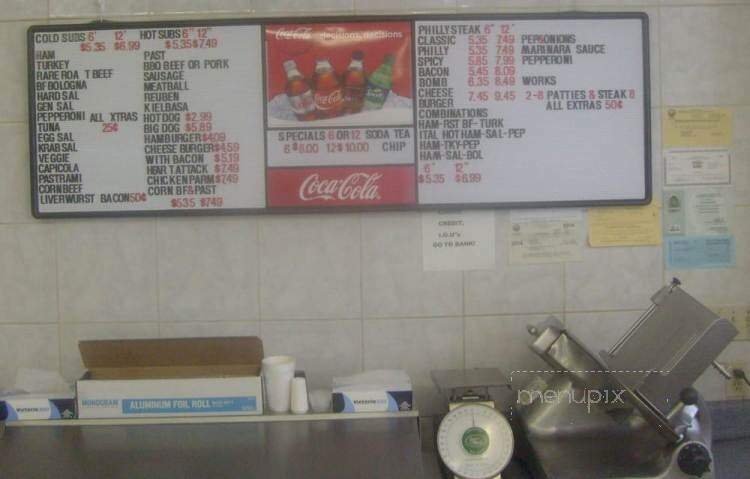 COLD SUBS 6" 12"
$5.35 $6.99
HAM
TURKEY
RARE ROA T BEEF
BF BOLOGNA
HARD SAL
GEN SAL
PEPPERONI ALL XTRAS
TUNA 25¢
EGG SAL
KRAB SAL
VEGGIE
CAPICOLA
PASTRAMI
CORN BEEF
LIVERWURST BACON 50¢
HOT SUBS 6" 12"
$5.35 $7.49
PAST
BBQ BEEF OR PORK
SAUSAGE
MEATBALL
REUBEN
KIELBASA
HOT DOG $2.99
BIG DOG $5.89
HAMBURGER $4.09
CHEESE BURGER $4.59
WITH BACON $5.19
HEAR T ATTACK $7.49
CHICKEN PARM $7.49
CORN BF & PAST
$5.35 $7.49
Coca-Cola decisions, decisions
SPECIALS 6 OR 12 SODA TEA
6 $8.00 12 $10.00 CHIP
Coca-Cola
PHILLY STEAK 6" 12"
CLASSIC 5.35 7.49 PEP & ONIONS
PHILLY 5.35 7.49 MARINARA SAUCE
SPICY 5.85 7.99 PEPPERONI
BACON 5.45 8.09
BOMB 6.35 8.49 WORKS
CHEESE BURGER 7.45 9.45 2-8 PATTIES & STEAK 8
ALL EXTRAS 50¢
COMBINATIONS
HAM-RST BF-TURK
ITAL HOT HAM-SAL-PEP
HAM-TKY-PEP
HAM-SAL-BOL
6" 12"
$5.35 $6.99
CREDIT,
I.O.U's
GO TO BANK!
MONOGRAM ALUMINUM FOIL ROLL
menupix